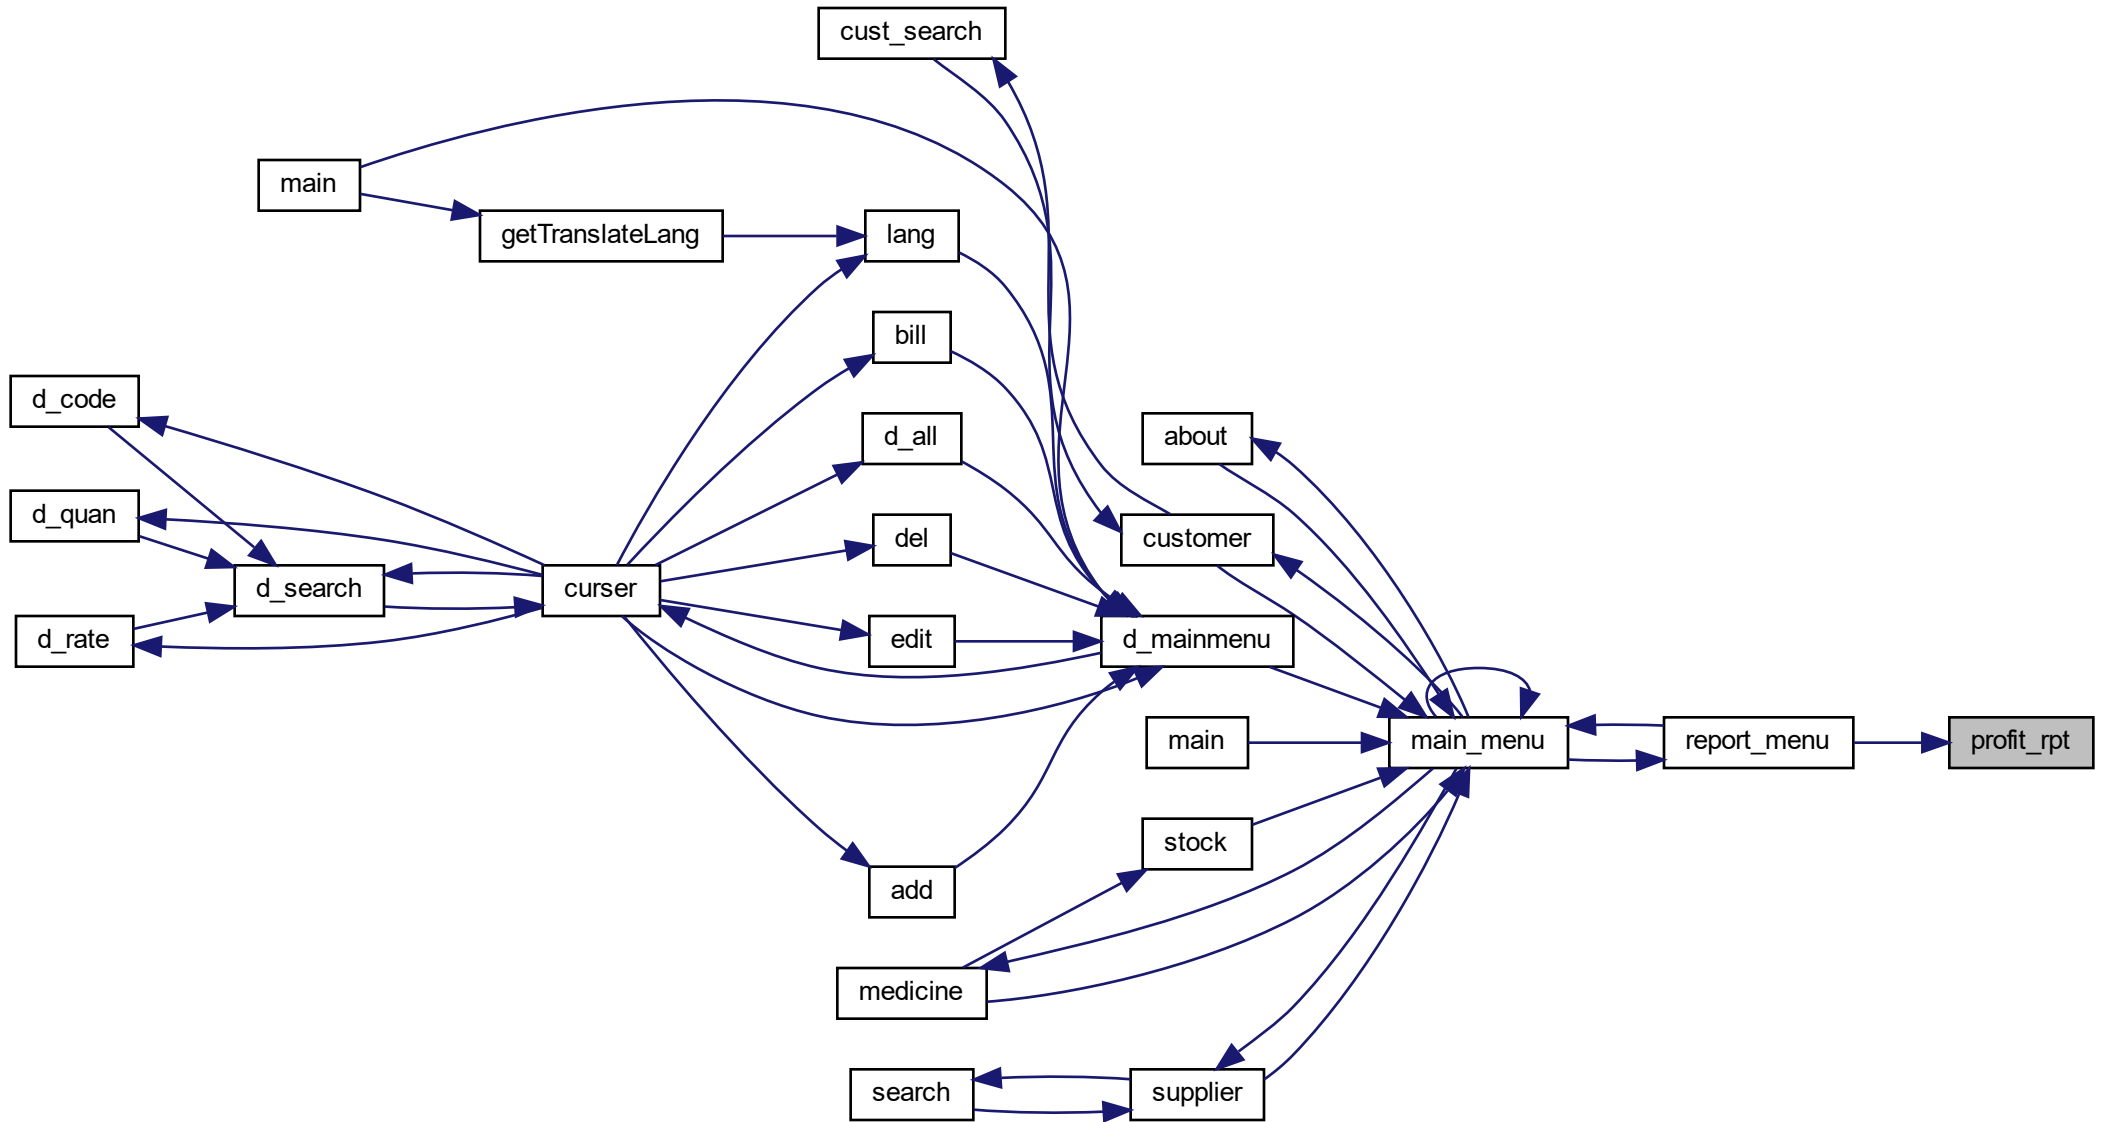 cust_search
main
getTranslateLang
lang
bill
d_code
d_all
about
d_quan
del
customer
d_search
curser
d_rate
edit
d_mainmenu
main
main_menu
report_menu
profit_rpt
stock
add
medicine
search
supplier